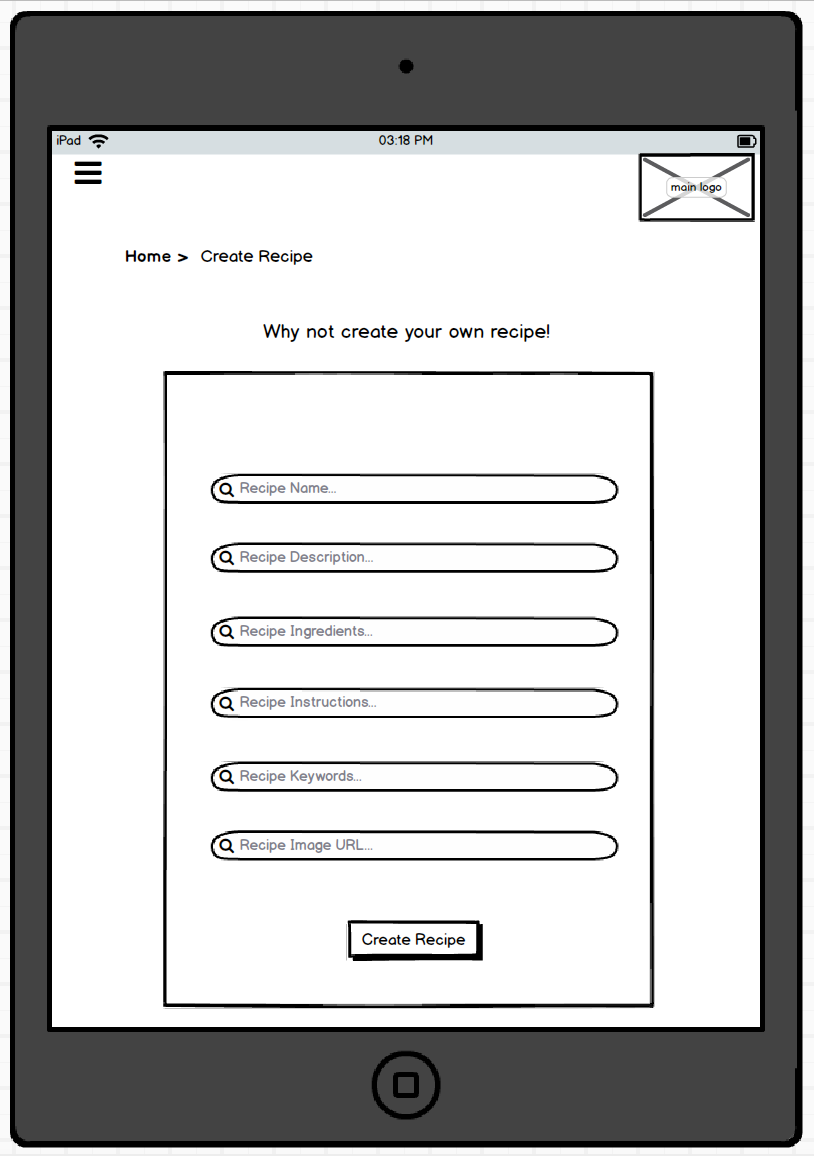 iPad 03:18 PM
main logo
Home > Create Recipe
Why not create your own recipe!
Recipe Name...
Recipe Description...
Recipe Ingredients...
Recipe Instructions...
Recipe Keywords...
Recipe Image URL...
Create Recipe